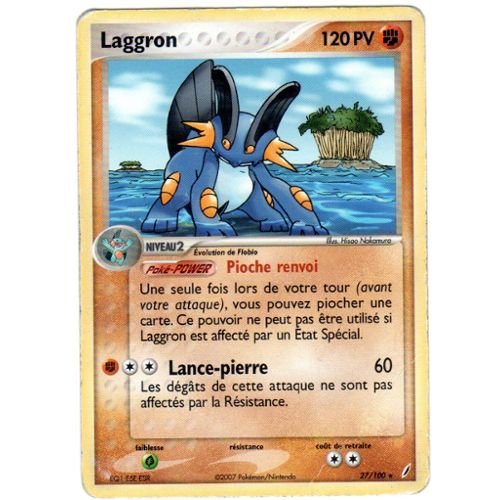 Laggron 120 PV
Illus. Hisao Nakamura
NIVEAU 2 Évolution de Flobio
Poké-POWER Pioche renvoi
Une seule fois lors de votre tour (avant
votre attaque), vous pouvez piocher une
carte. Ce pouvoir ne peut pas être utilisé si
Laggron est affecté par un État Spécial.
Lance-pierre 60
Les dégâts de cette attaque ne sont pas
affectés par la Résistance.
faiblesse résistance coût de retraite
©2007 Pokémon/Nintendo 27/100 ★